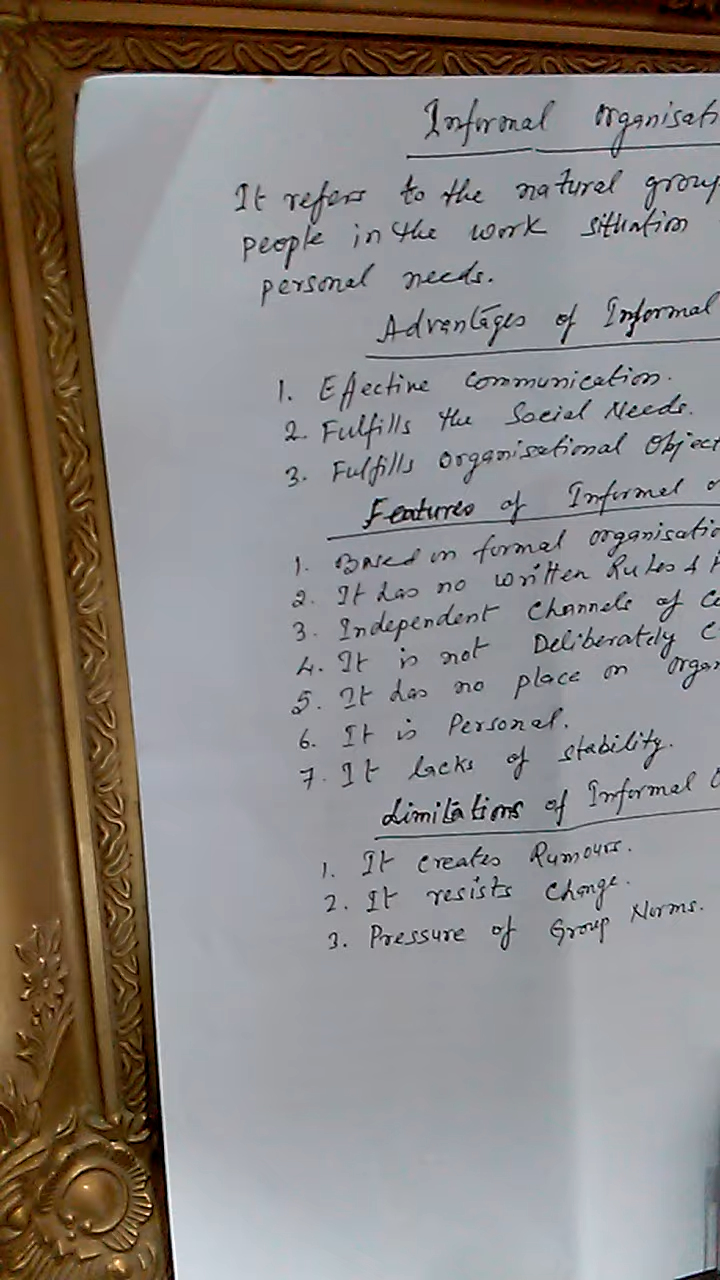 Informal Organisati
It refers to the natural group
people in the work situation
personal needs.
Advantages of Informal
1. Effective Communication.
2. Fulfills the Social Needs.
3. Fulfills Organisational Object
Features of Informal O
1. Based on formal Organisatio
2. It has no written Rules &
3. Independent Channels of Co
4. It is not Deliberately C
5. It has no place on Organ
6. It is Personal.
7. It lacks of stability.
Limitations of Informal O
1. It creates Rumours.
2. It resists Change.
3. Pressure of Group Norms.